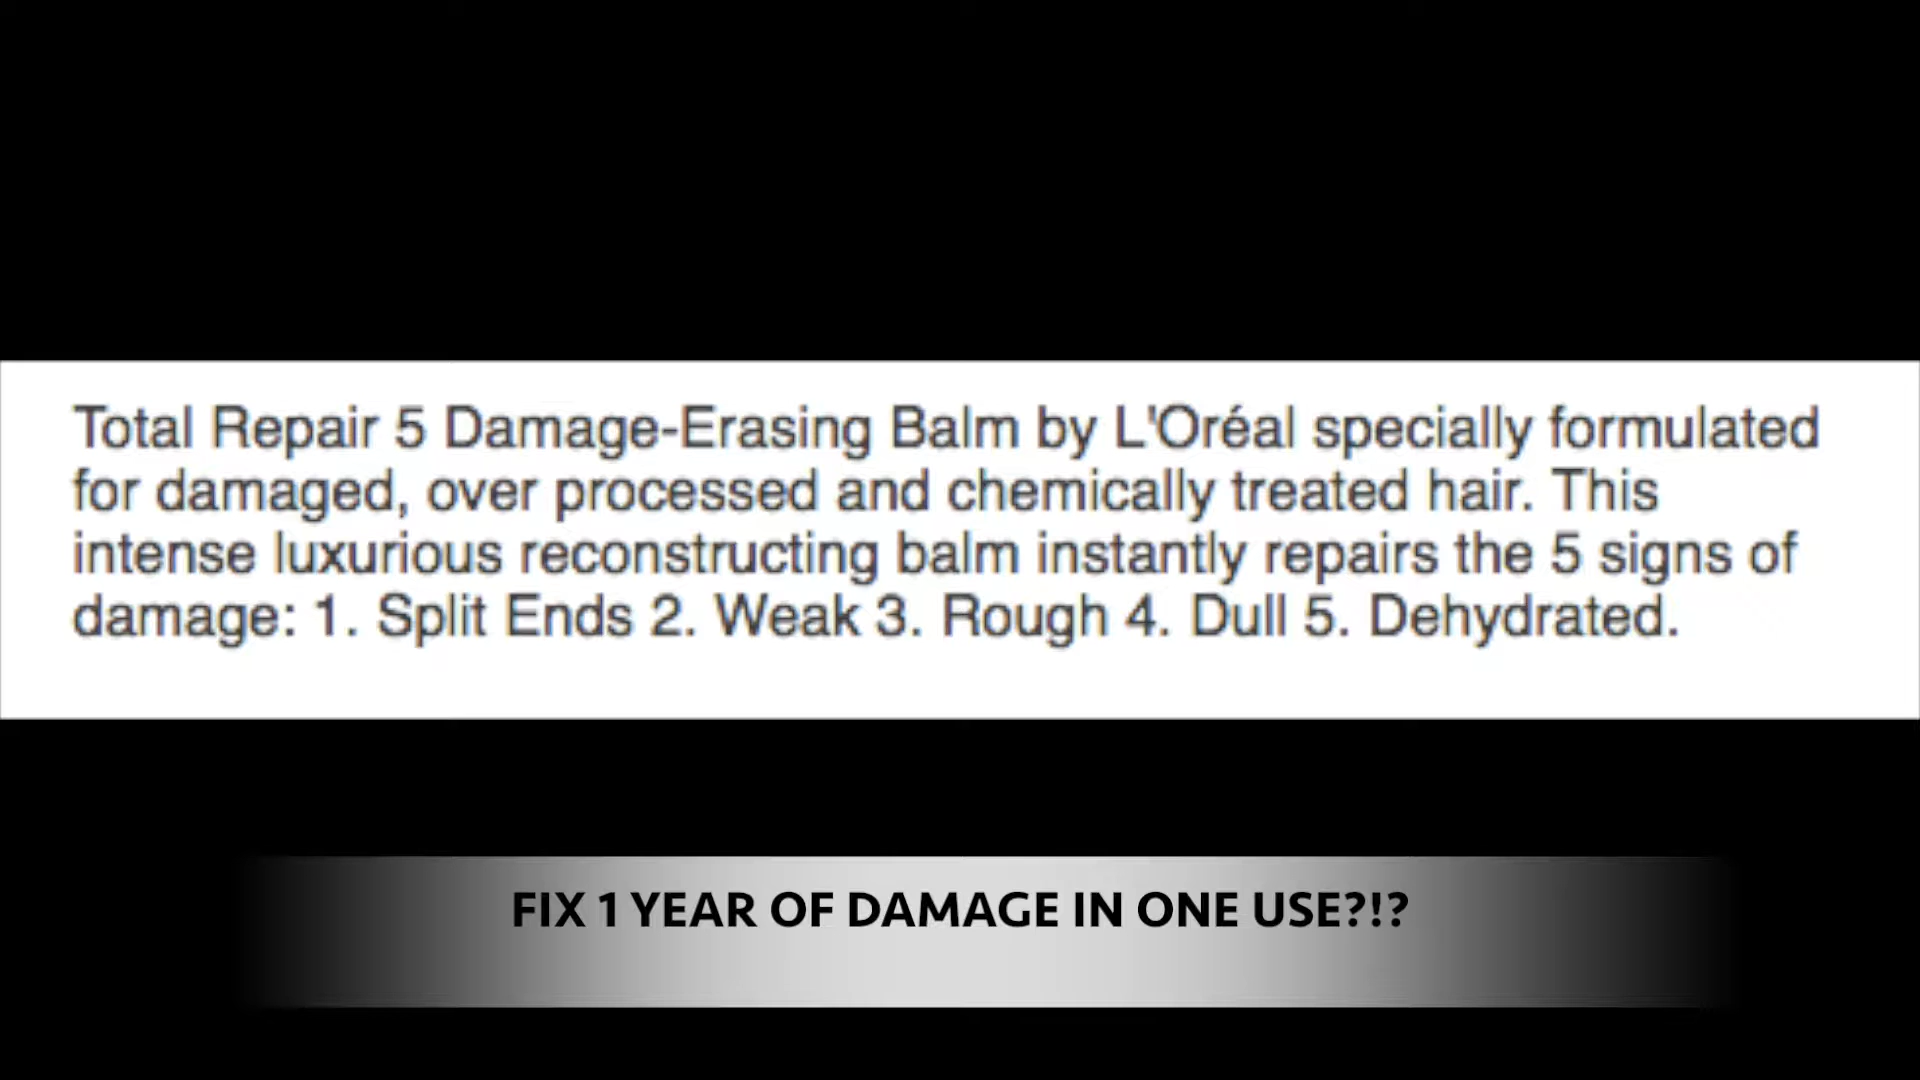 Total Repair 5 Damage-Erasing Balm by L'Oréal specially formulated
for damaged, over processed and chemically treated hair. This
intense luxurious reconstructing balm instantly repairs the 5 signs of
damage: 1. Split Ends 2. Weak 3. Rough 4. Dull 5. Dehydrated.
FIX 1 YEAR OF DAMAGE IN ONE USE?!?